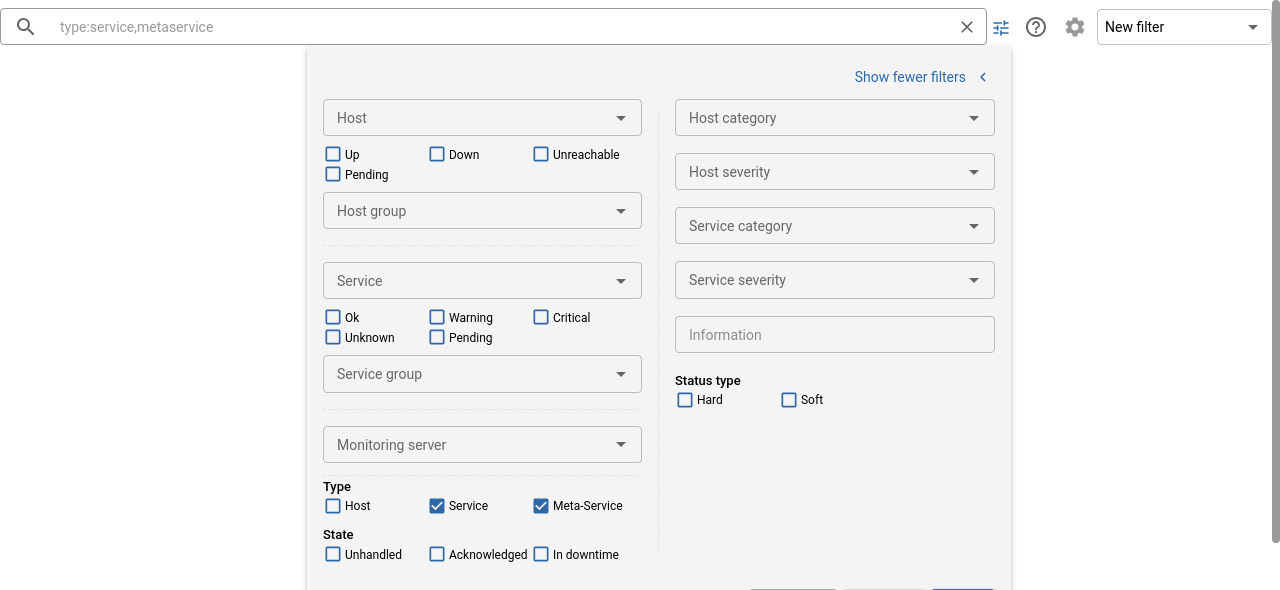 type:service,metaservice
New filter
Show fewer filters
Host
Up Down Unreachable
Pending
Host group
Service
Ok Warning Critical
Unknown Pending
Service group
Monitoring server
Type
Host Service Meta-Service
State
Unhandled Acknowledged In downtime
Host category
Host severity
Service category
Service severity
Information
Status type
Hard Soft